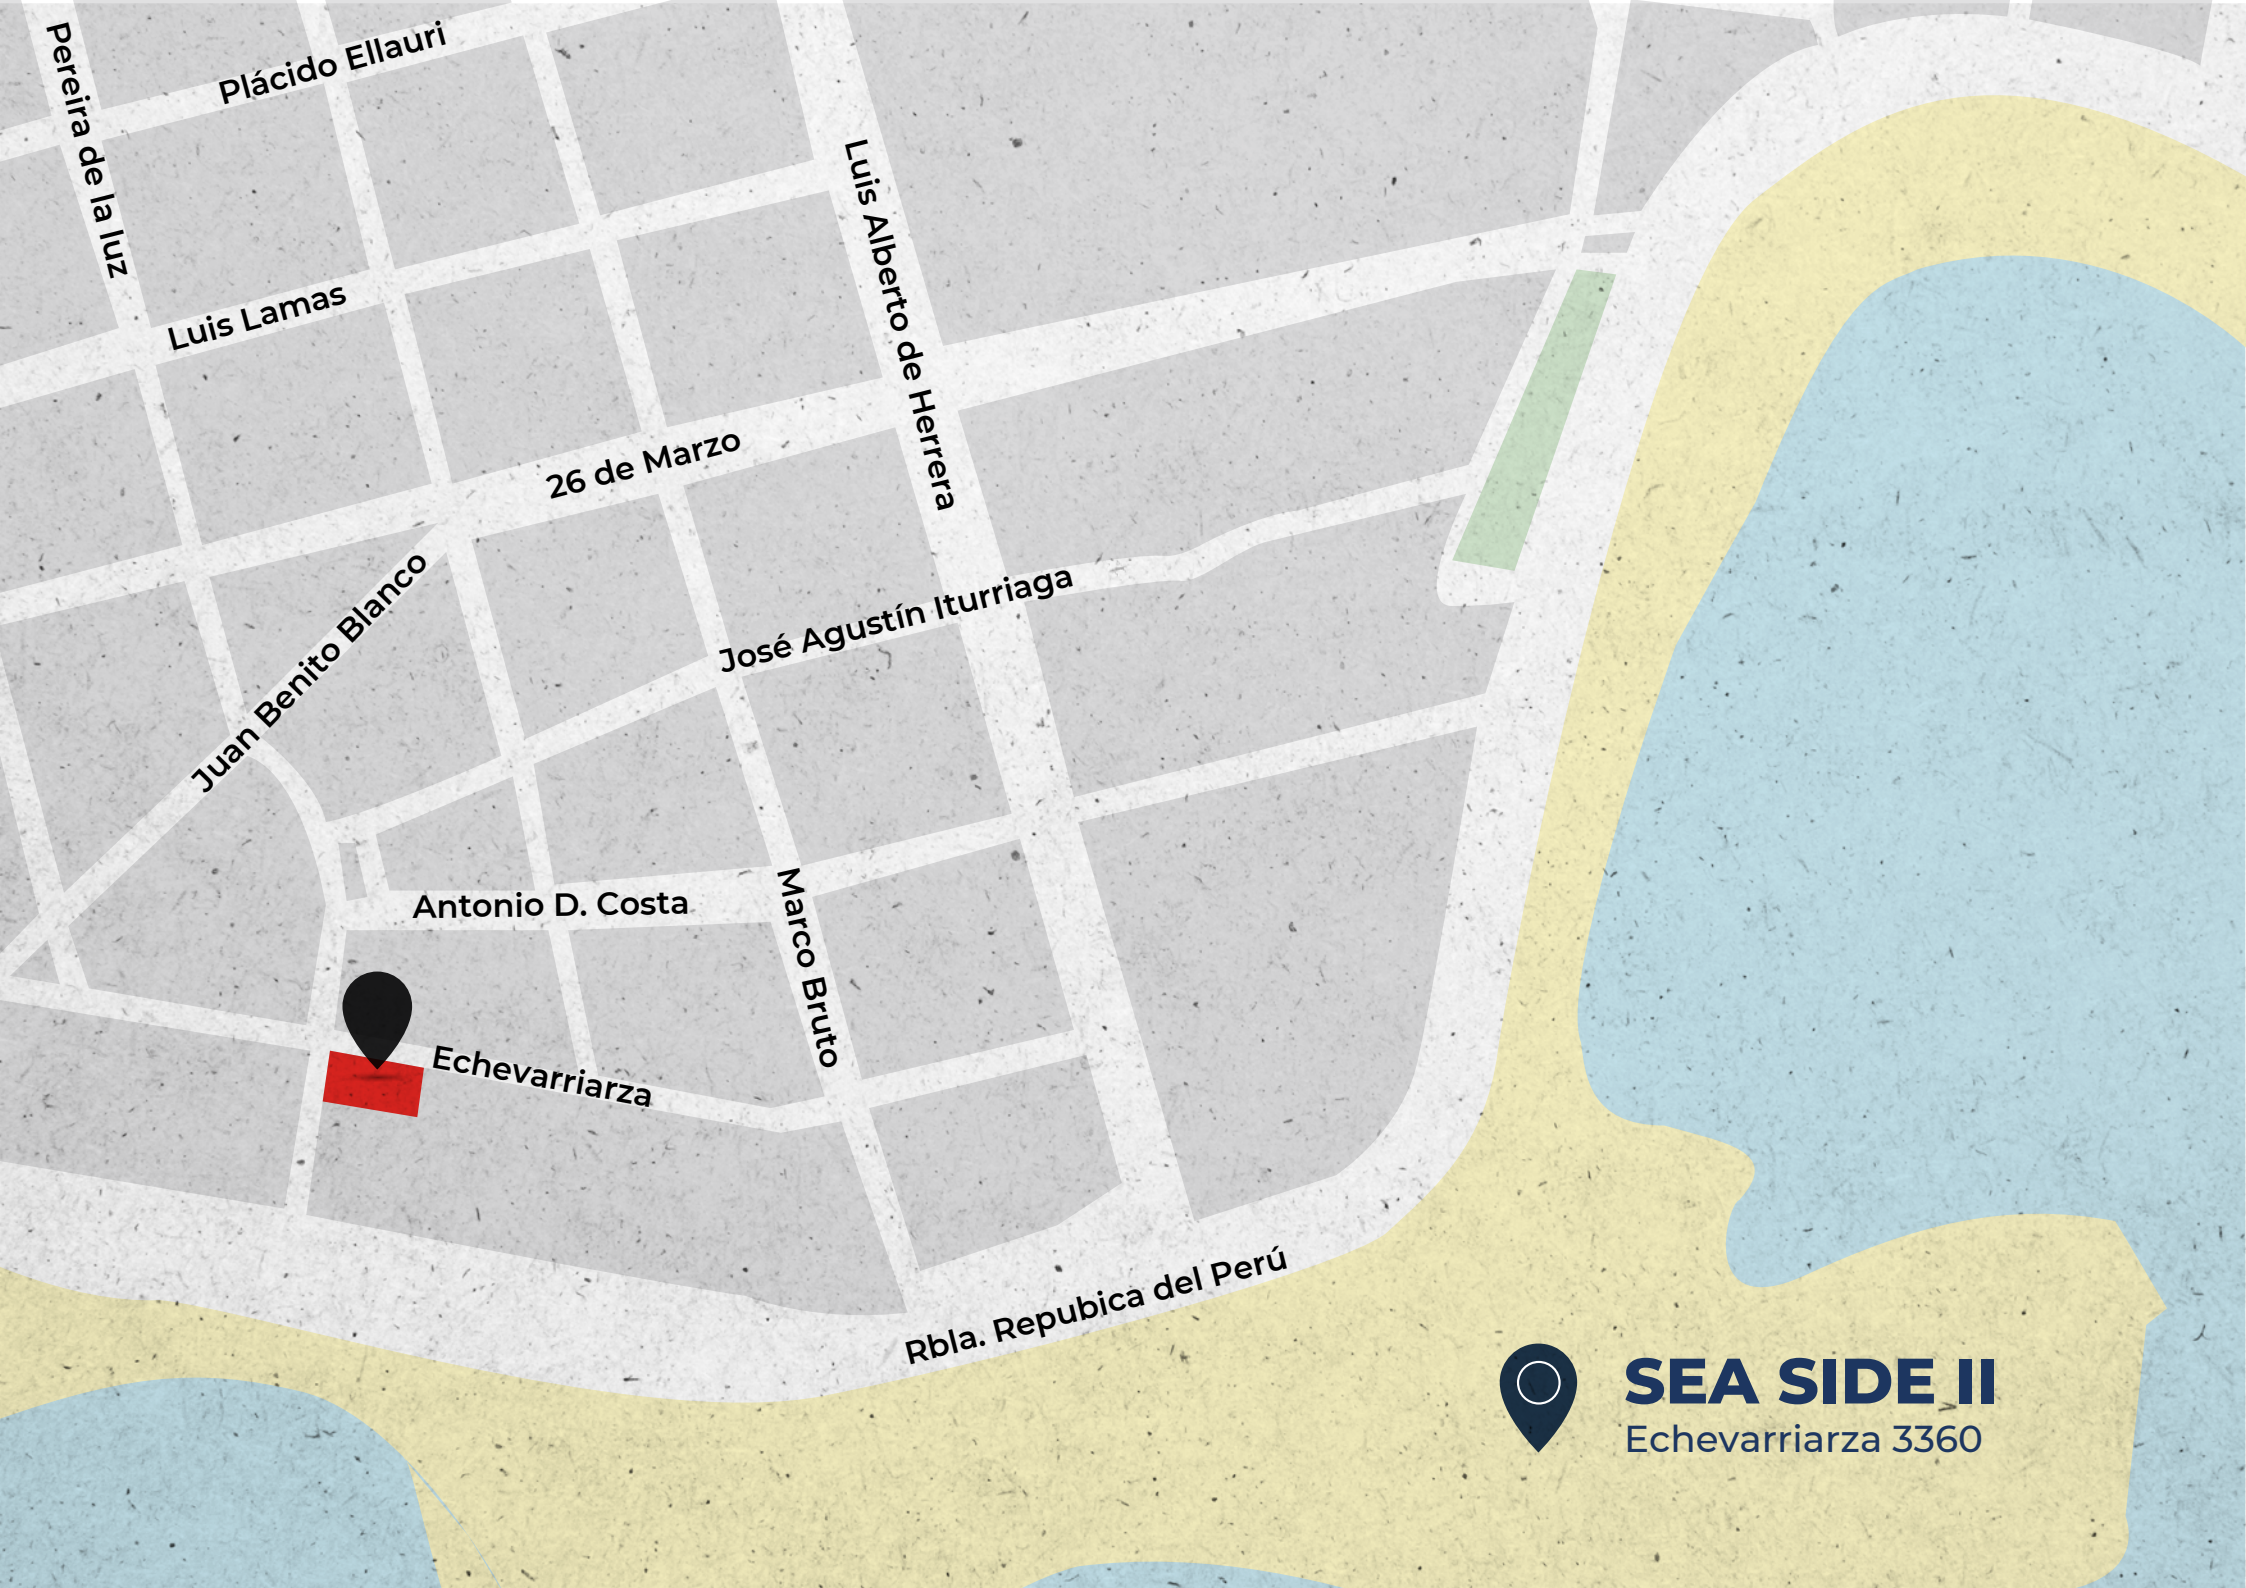 Pereira de la luz
Plácido Ellauri
Luis Alberto de Herrera
Luis Lamas
26 de Marzo
Juan Benito Blanco
José Agustín Iturriaga
Antonio D. Costa
Marco Bruto
Echevarriarza
Rbla. Repubica del Perú
SEA SIDE II
Echevarriarza 3360